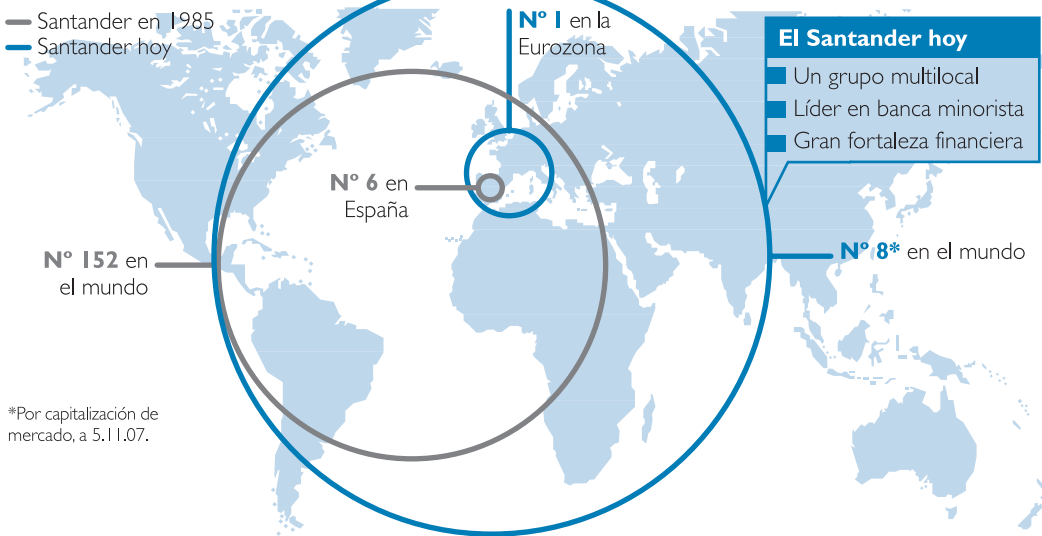 Santander en 1985
Santander hoy
Nº 1 en la
Eurozona
El Santander hoy
Un grupo multilocal
Líder en banca minorista
Gran fortaleza financiera
Nº 6 en
España
Nº 152 en
el mundo
Nº 8* en el mundo
*Por capitalización de
mercado, a 5.11.07.